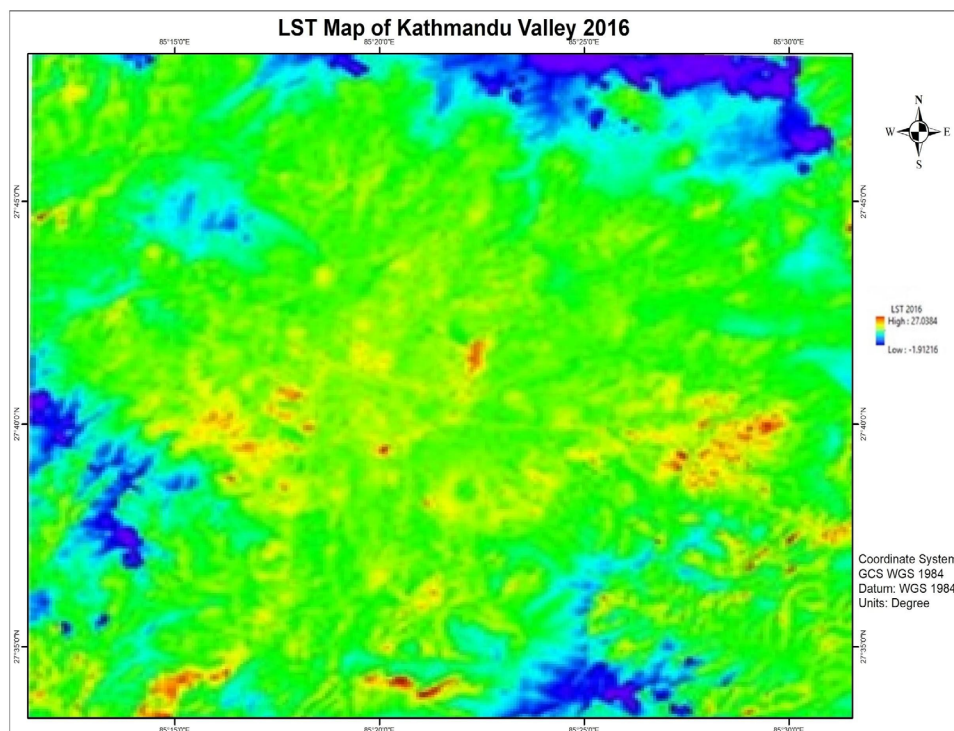 LST Map of Kathmandu Valley 2016
85°15'0"E
85°20'0"E
85°25'0"E
85°30'0"E
N
W
E
S
27°45'0"N
27°45'0"N
LST 2016
High : 27.0384
Low : -1.91216
27°40'0"N
27°40'0"N
Coordinate System
GCS WGS 1984
Datum: WGS 1984
Units: Degree
27°35'0"N
27°35'0"N
85°15'0"E
85°20'0"E
85°25'0"E
85°30'0"E